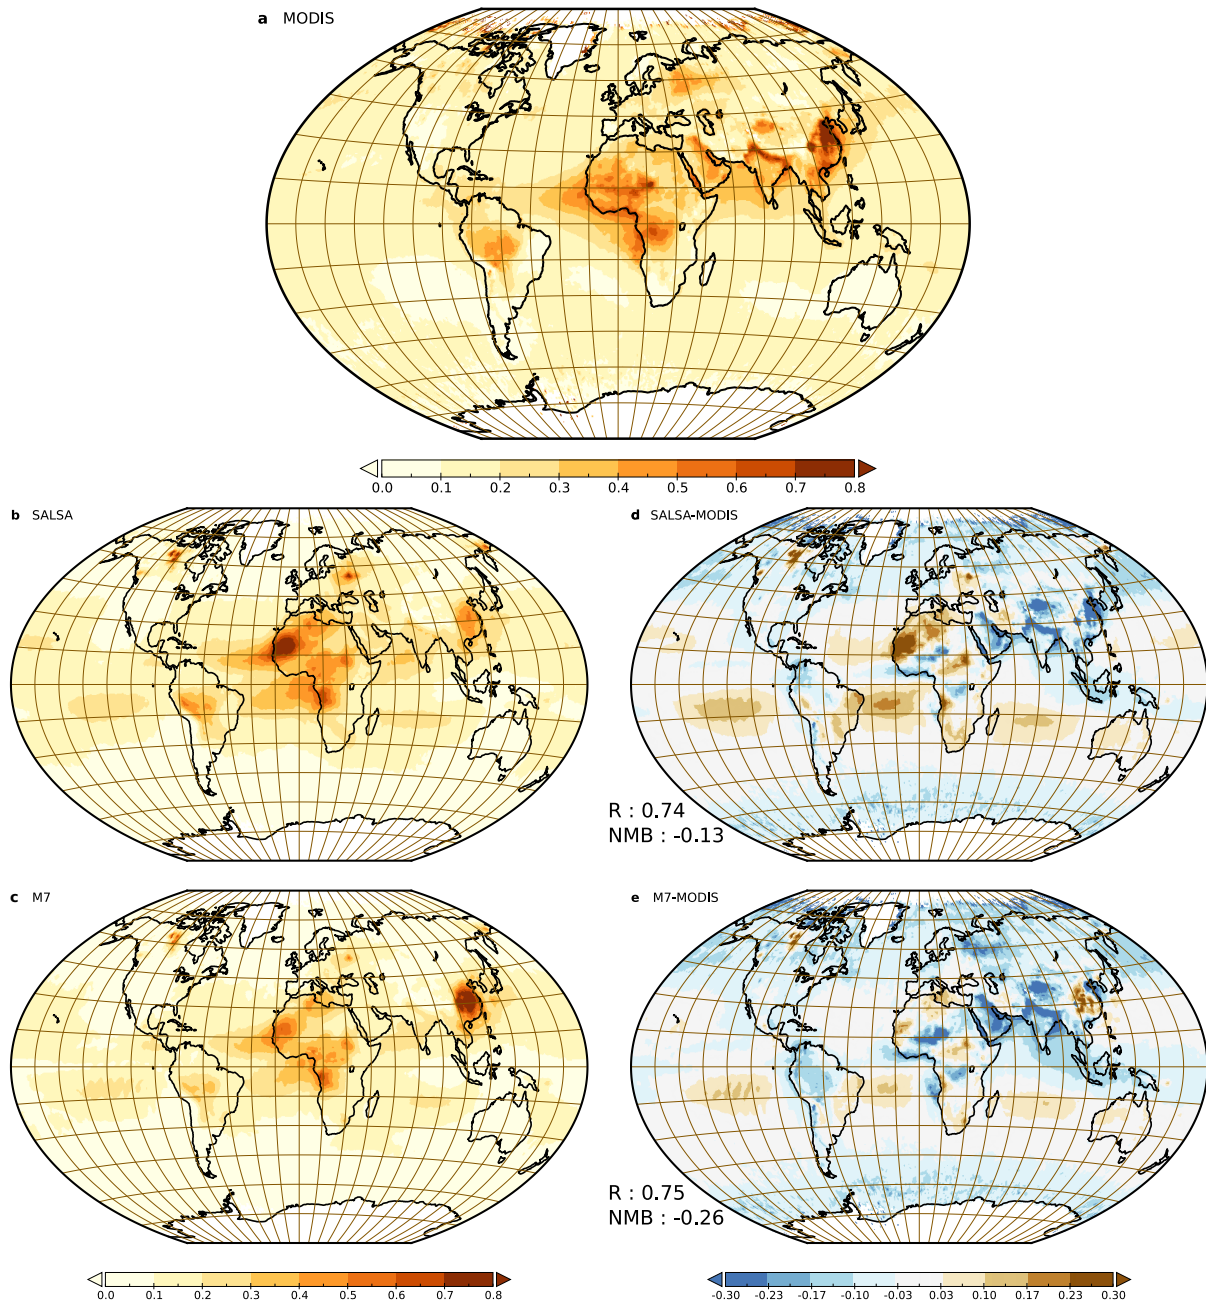 a MODIS
0.0 0.1 0.2 0.3 0.4 0.5 0.6 0.7 0.8
b SALSA
d SALSA-MODIS
R : 0.74
NMB : -0.13
c M7
e M7-MODIS
R : 0.75
NMB : -0.26
0.0 0.1 0.2 0.3 0.4 0.5 0.6 0.7 0.8
-0.30 -0.23 -0.17 -0.10 -0.03 0.03 0.10 0.17 0.23 0.30